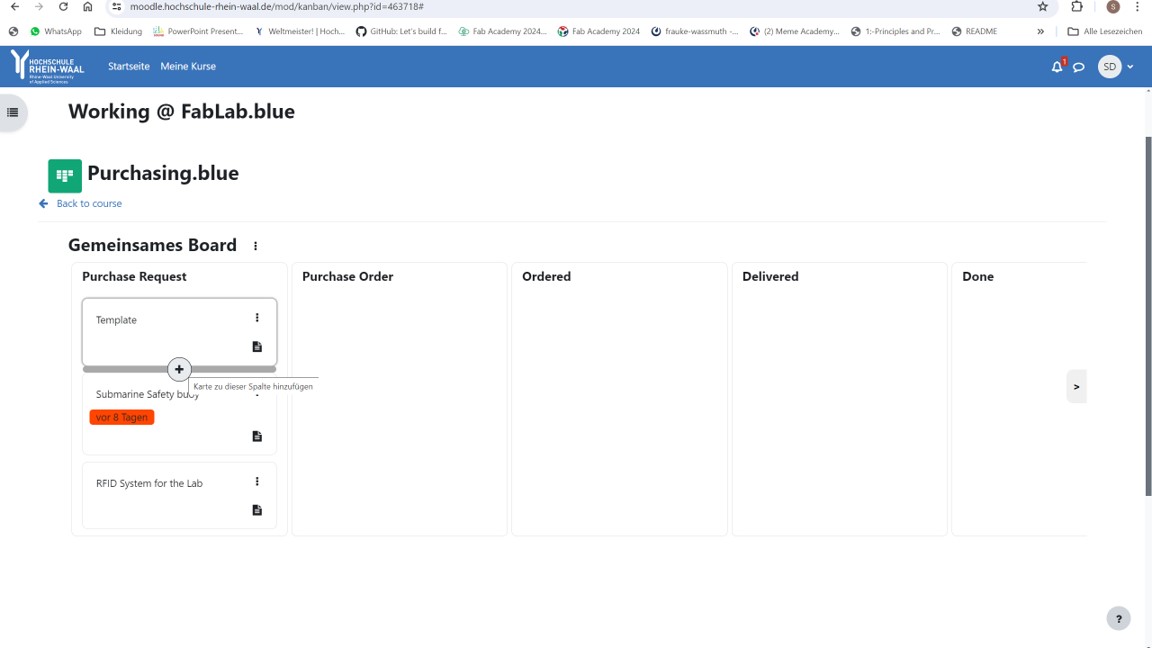 moodle.hochschule-rhein-waal.de/mod/kanban/view.php?id=463718#
S
WhatsApp
Kleidung
PowerPoint Present...
Weltmeister! | Hoch...
GitHub: Let's build f...
Fab Academy 2024...
Fab Academy 2024
frauke-wassmuth -...
(2) Meme Academy...
1:-Principles and Pr...
README
»
Alle Lesezeichen
HOCHSCHULE
RHEIN-WAAL
Rhine-Waal University
of Applied Sciences
Startseite
Meine Kurse
1
SD
Working @ FabLab.blue
Purchasing.blue
Back to course
Gemeinsames Board
Purchase Request
Purchase Order
Ordered
Delivered
Done
Template
+
Karte zu dieser Spalte hinzufügen
Submarine Safety buoy
vor 8 Tagen
>
RFID System for the Lab
?